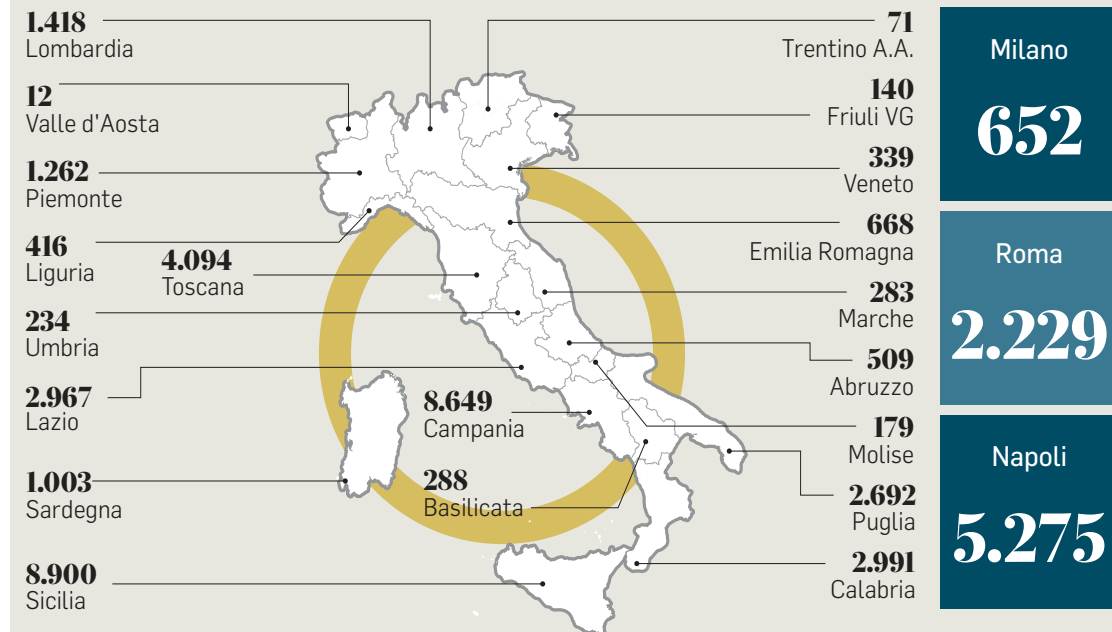 1.418
Lombardia
12
Valle d'Aosta
1.262
Piemonte
416
Liguria
4.094
Toscana
234
Umbria
2.967
Lazio
8.649
Campania
1.003
Sardegna
288
Basilicata
8.900
Sicilia
71
Trentino A.A.
140
Friuli VG
339
Veneto
668
Emilia Romagna
283
Marche
509
Abruzzo
179
Molise
2.692
Puglia
2.991
Calabria
Milano
652
Roma
2.229
Napoli
5.275